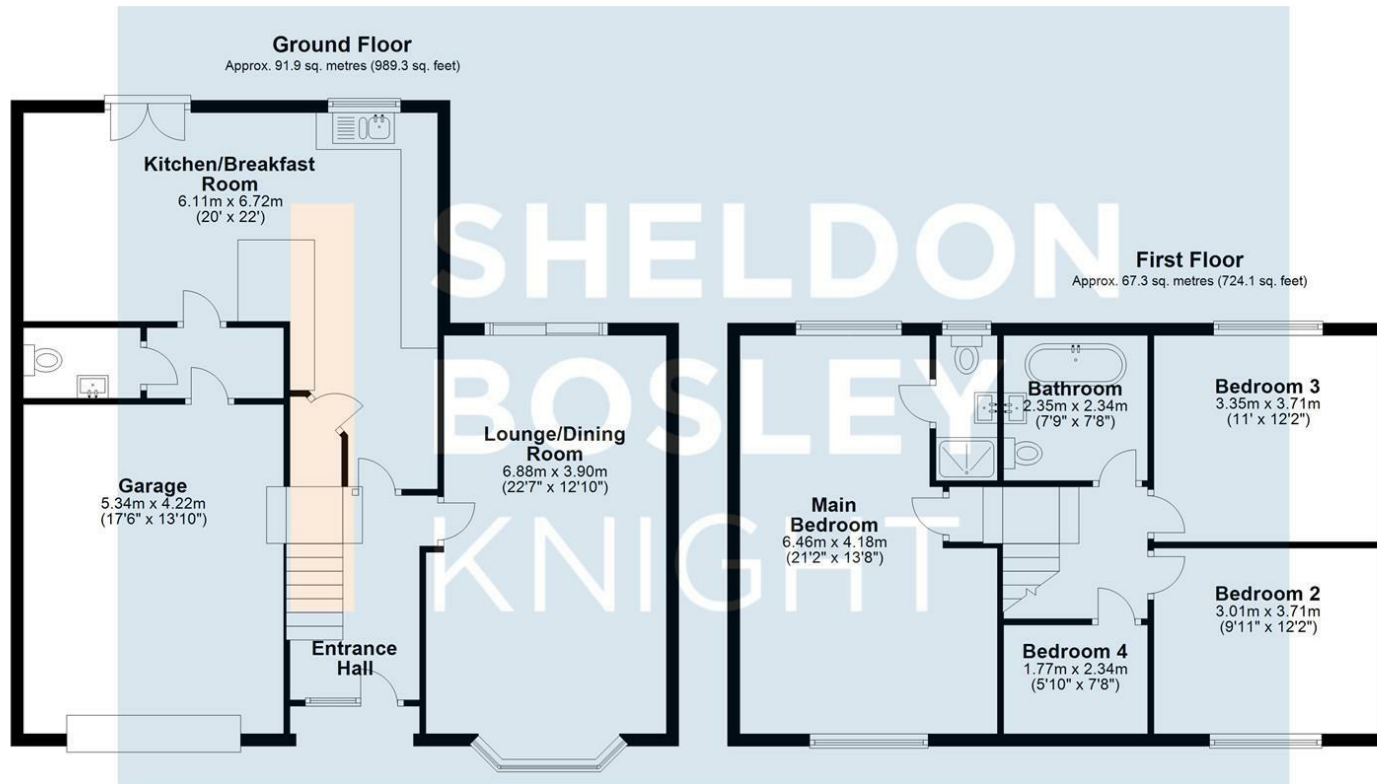 Ground Floor
Approx. 91.9 sq. metres (989.3 sq. feet)
Kitchen/Breakfast
Room
6.11m x 6.72m
(20' x 22')
Garage
5.34m x 4.22m
(17'6" x 13'10")
Entrance
Hall
Lounge/Dining
Room
6.88m x 3.90m
(22'7" x 12'10")
First Floor
Approx. 67.3 sq. metres (724.1 sq. feet)
Main
Bedroom
6.46m x 4.18m
(21'2" x 13'8")
Bathroom
2.35m x 2.34m
(7'9" x 7'8")
Bedroom 3
3.35m x 3.71m
(11' x 12'2")
Bedroom 2
3.01m x 3.71m
(9'11" x 12'2")
Bedroom 4
1.77m x 2.34m
(5'10" x 7'8")
SHELDON
BOSLEY
KNIGHT